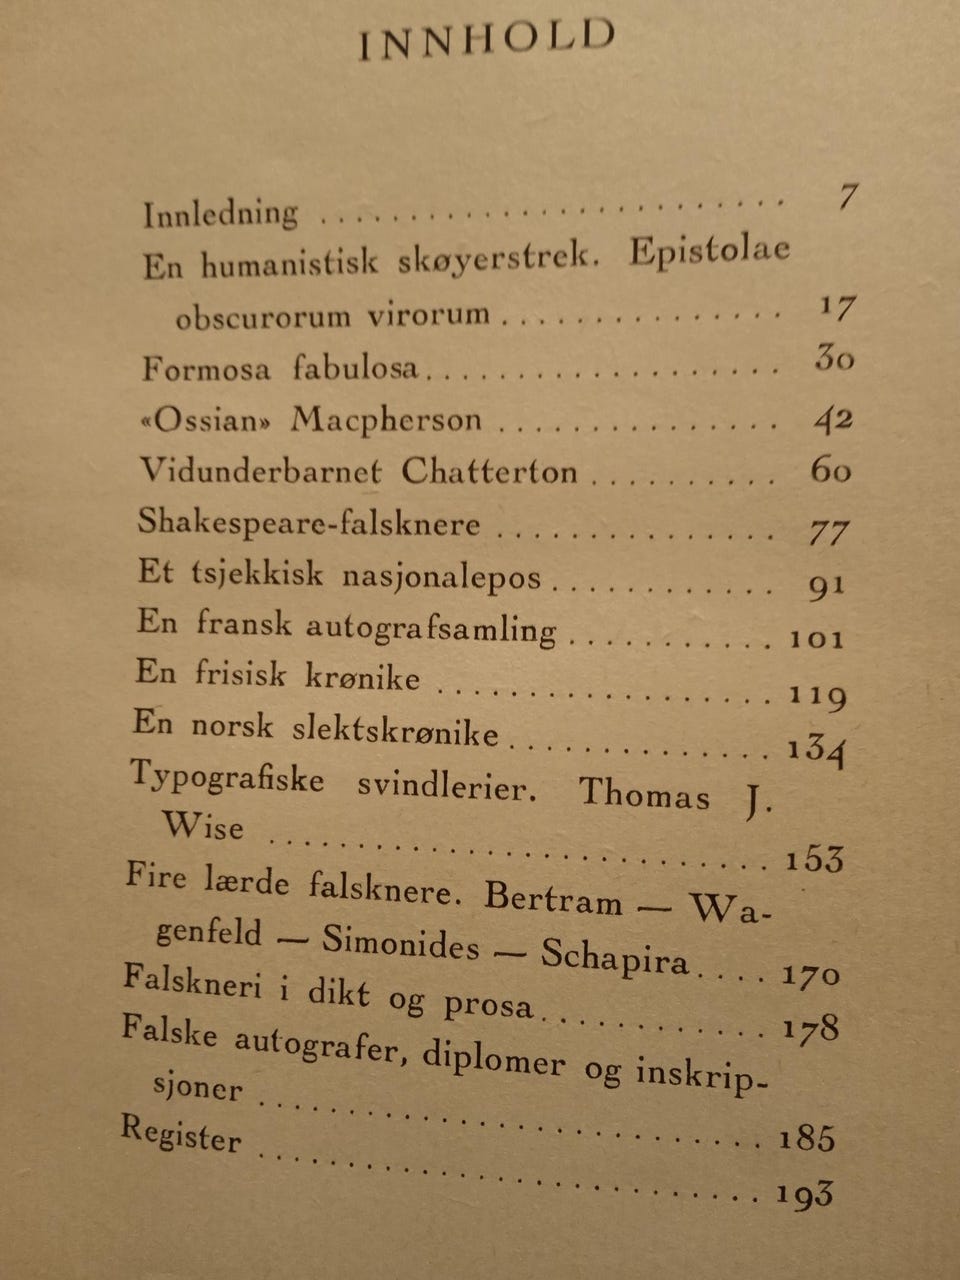 INNHOLD
Innledning ........................ 7
En humanistisk skøyerstrek. Epistolae
obscurorum virorum ............... 17
Formosa fabulosa ................... 30
«Ossian» Macpherson ............... 42
Vidunderbarnet Chatterton .......... 60
Shakespeare-falsknere ............... 77
Et tsjekkisk nasjonalepos ............ 91
En fransk autografsamling ........... 101
En frisisk krønike .................. 119
En norsk slektskrønike .............. 134
Typografiske svindlerier. Thomas J.
Wise .......................... 153
Fire lærde falsknere. Bertram — Wa-
genfeld — Simonides — Schapira .... 170
Falskneri i dikt og prosa ............ 178
Falske autografer, diplomer og inskrip-
sjoner .......................... 185
Register .......................... 193